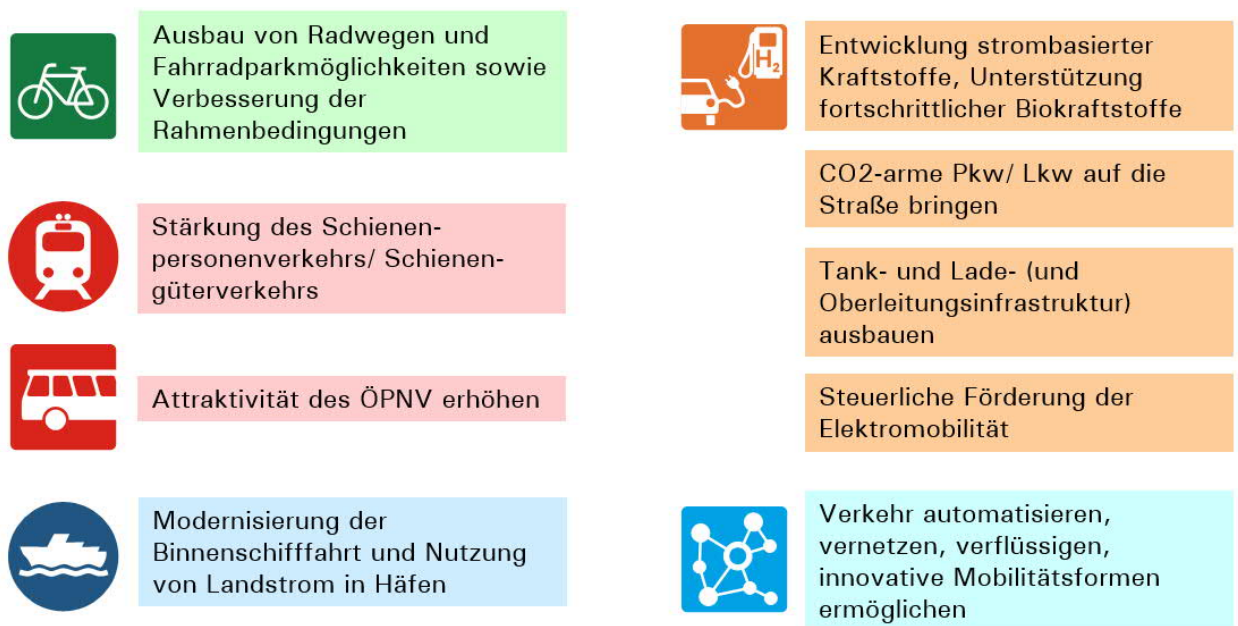 Ausbau von Radwegen und
Fahrradparkmöglichkeiten sowie
Verbesserung der
Rahmenbedingungen
Stärkung des Schienen-
personenverkehrs/ Schienen-
güterverkehrs
Attraktivität des ÖPNV erhöhen
Modernisierung der
Binnenschifffahrt und Nutzung
von Landstrom in Häfen
H2
Entwicklung strombasierter
Kraftstoffe, Unterstützung
fortschrittlicher Biokraftstoffe
CO2-arme Pkw/ Lkw auf die
Straße bringen
Tank- und Lade- (und
Oberleitungsinfrastruktur)
ausbauen
Steuerliche Förderung der
Elektromobilität
Verkehr automatisieren,
vernetzen, verflüssigen,
innovative Mobilitätsformen
ermöglichen